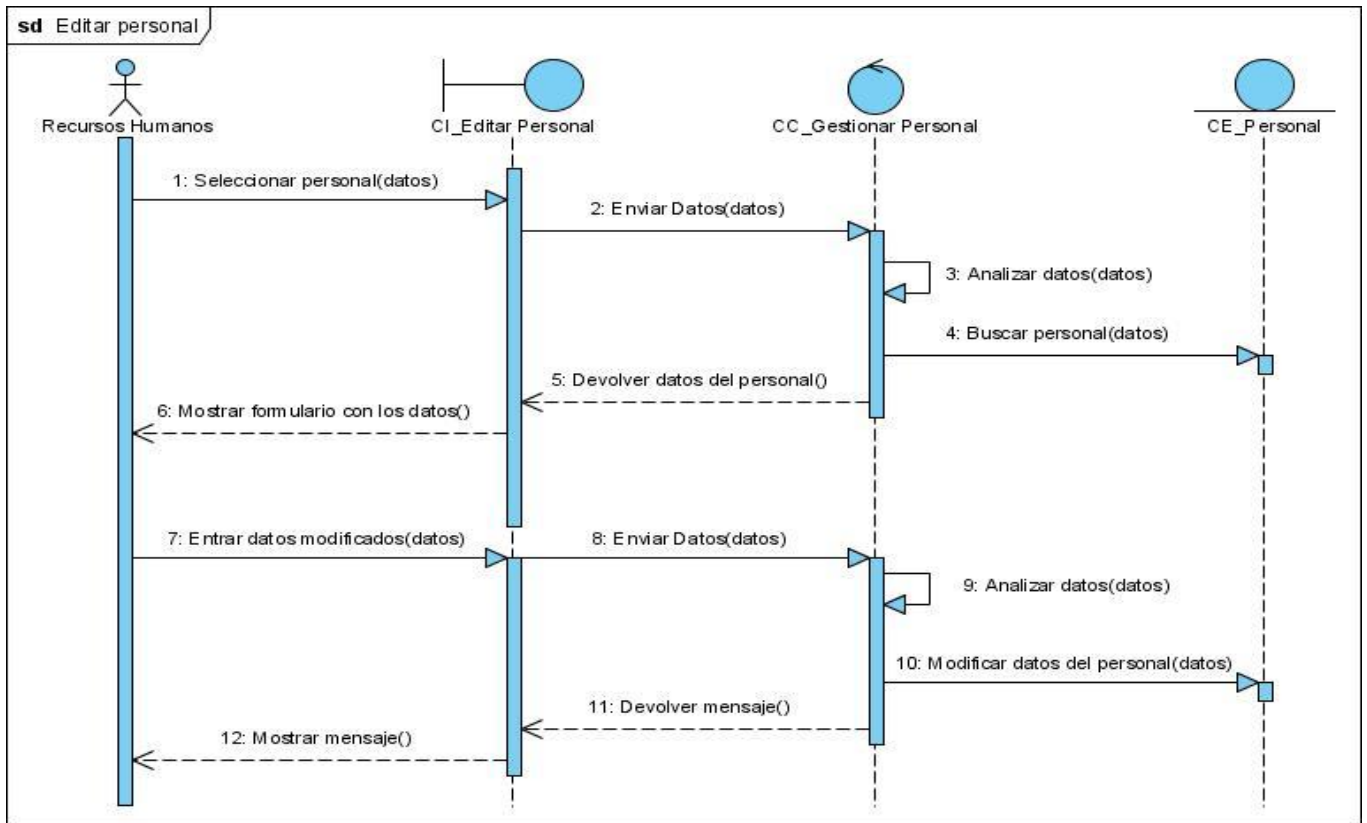 sd Editar personal
Recursos Humanos
CI_Editar Personal
CC_Gestionar Personal
CE_Personal
1: Seleccionar personal(datos)
2: Enviar Datos(datos)
3: Analizar datos(datos)
4: Buscar personal(datos)
5: Devolver datos del personal()
6: Mostrar formulario con los datos()
7: Entrar datos modificados(datos)
8: Enviar Datos(datos)
9: Analizar datos(datos)
10: Modificar datos del personal(datos)
11: Devolver mensaje()
12: Mostrar mensaje()